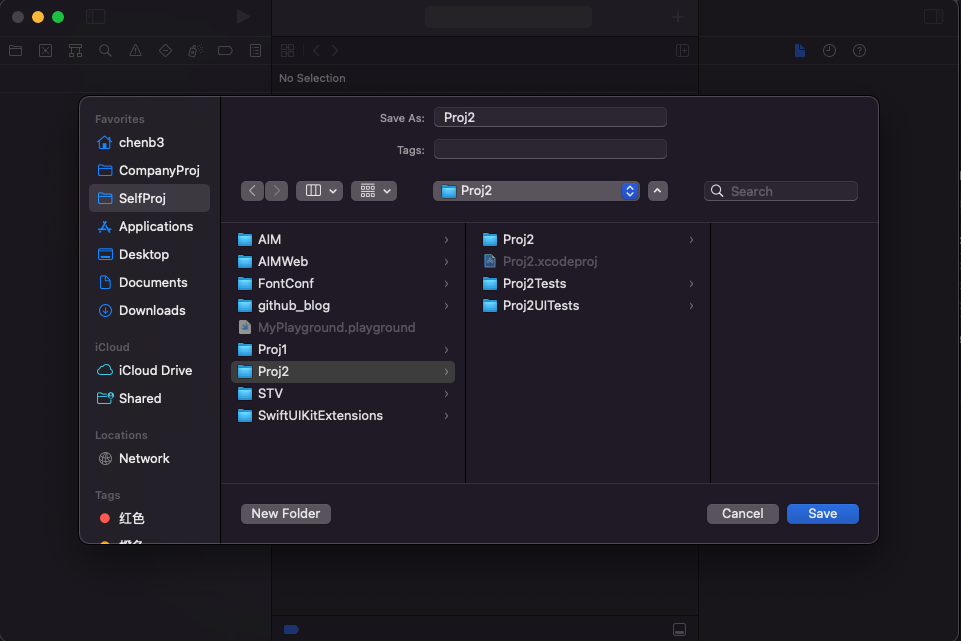 No Selection
Save As: Proj2
Tags:
Proj2
Search
Favorites
chenb3
CompanyProj
SelfProj
Applications
Desktop
Documents
Downloads
iCloud
iCloud Drive
Shared
Locations
Network
Tags
红色
橙色
AIM
AIMWeb
FontConf
github_blog
MyPlayground.playground
Proj1
Proj2
STV
SwiftUIKitExtensions
Proj2
Proj2.xcodeproj
Proj2Tests
Proj2UITests
New Folder
Cancel
Save